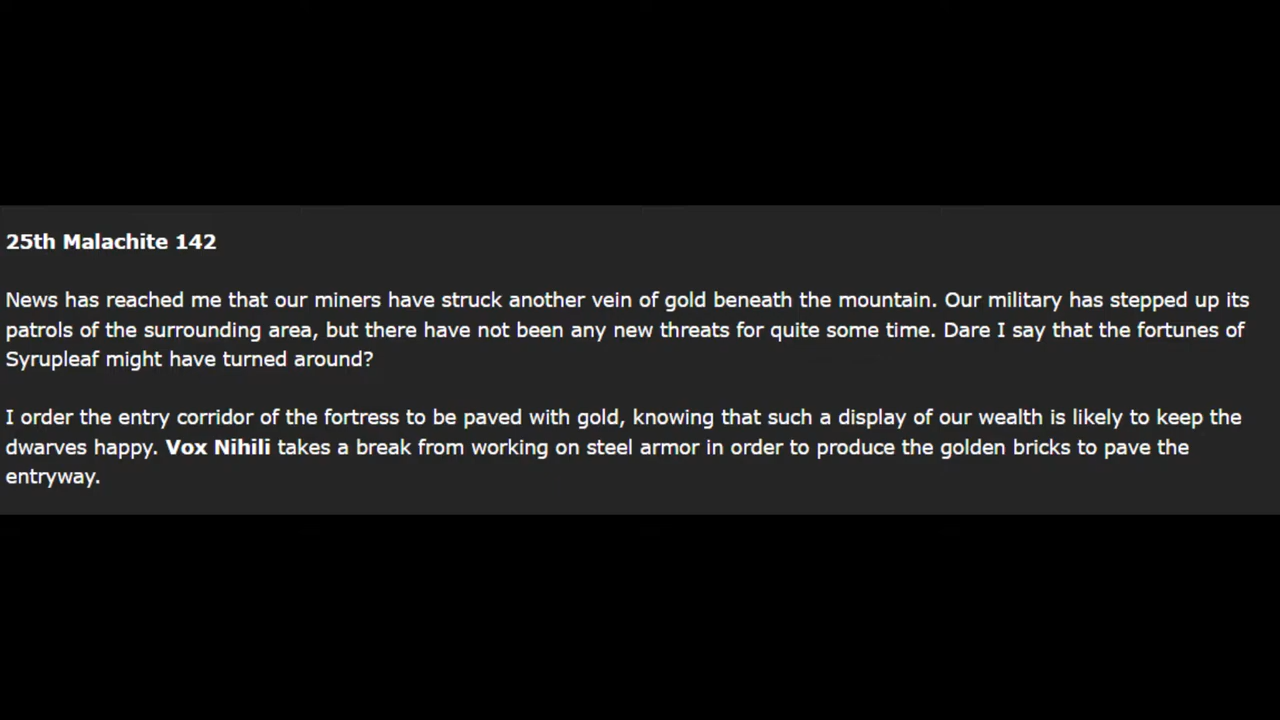 25th Malachite 142
News has reached me that our miners have struck another vein of gold beneath the mountain. Our military has stepped up its
patrols of the surrounding area, but there have not been any new threats for quite some time. Dare I say that the fortunes of
Syrupleaf might have turned around?
I order the entry corridor of the fortress to be paved with gold, knowing that such a display of our wealth is likely to keep the
dwarves happy. Vox Nihili takes a break from working on steel armor in order to produce the golden bricks to pave the
entryway.